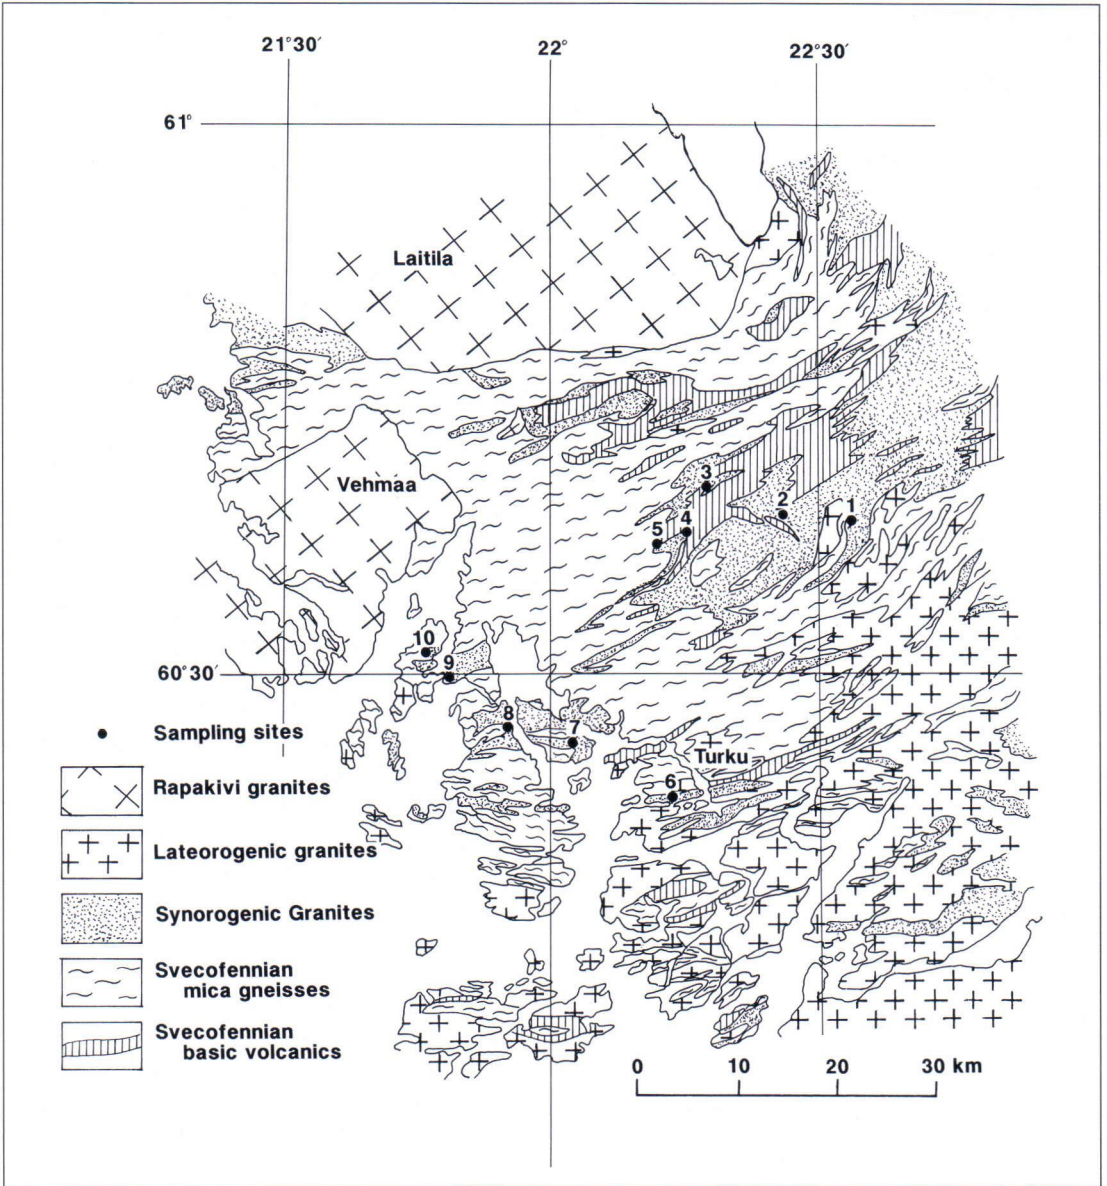 21°30′
22°
22°30′
61°
Laitila
Vehmaa
3
2
1
4
5
10
9
60°30
8
7
Sampling sites
Turku
6
Rapakivi granites
Lateorogenic granites
Synorogenic Granites
Svecofennian
mica gneisses
Svecofennian
basic volcanics
0 10 20 30 km